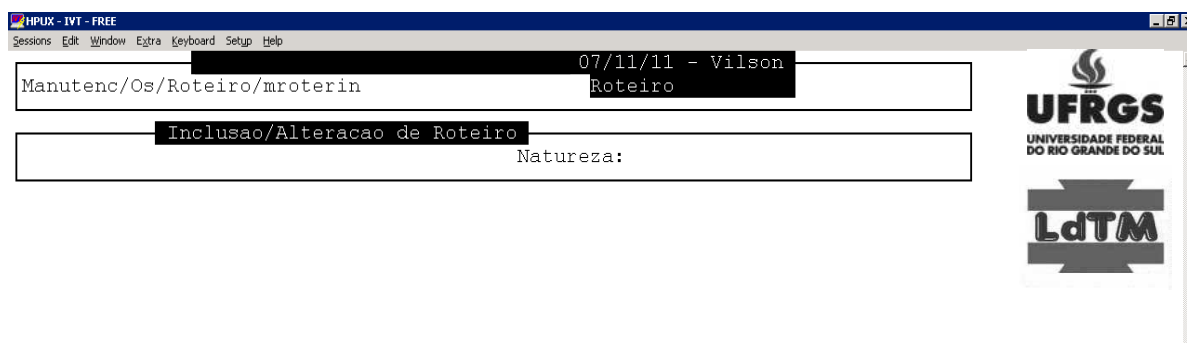 HPUX - IVT - FREE
Sessions Edit Window Extra Keyboard Setup Help
07/11/11 - Vilson
Manutenc/Os/Roteiro/mroterin Roteiro
Inclusao/Alteracao de Roteiro
Natureza:
UFRGS
UNIVERSIDADE FEDERAL
DO RIO GRANDE DO SUL
LdTM